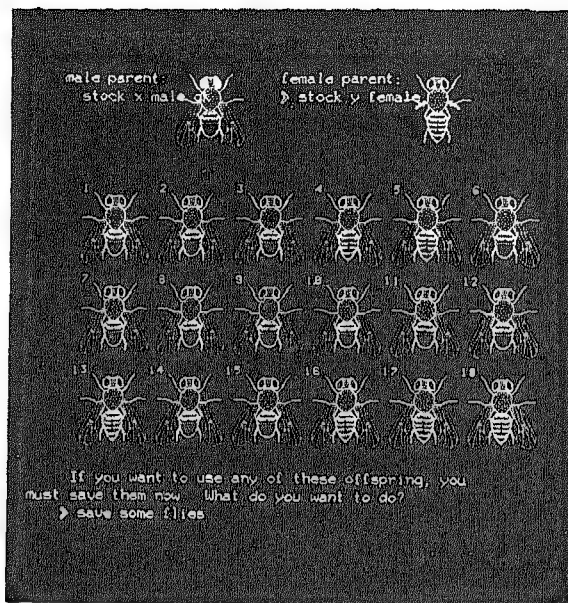 male parent:
stock x male ok
female parent:
> stock y female
1 2 3 4 5 6
7 8 9 10 11 12
13 14 15 16 17 18
If you want to use any of these offspring, you
must save them now What do you want to do?
> save some flies